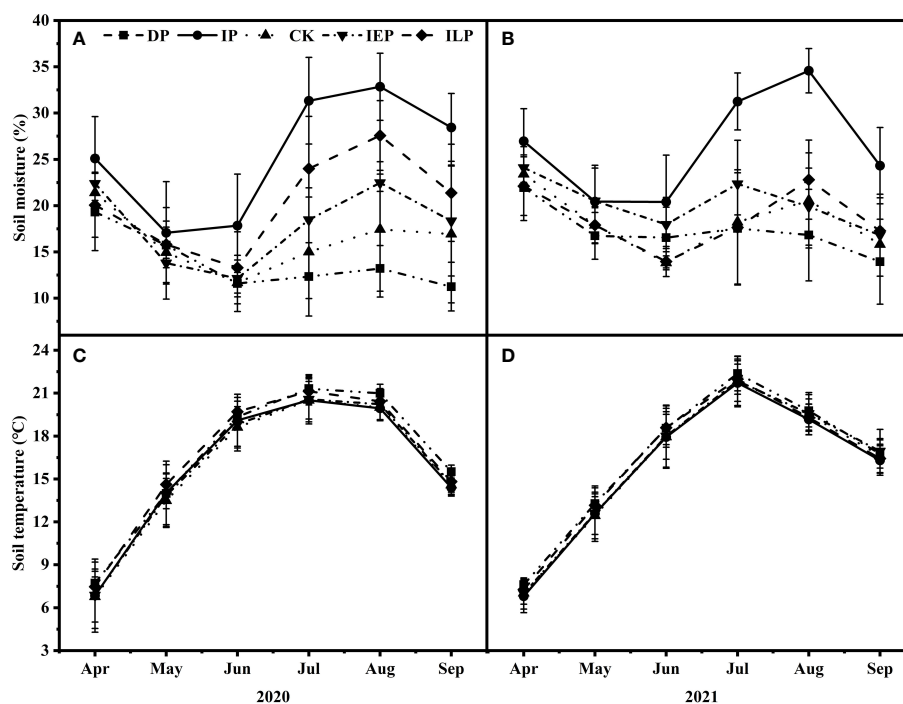 A
DP IP CK IEP ILP
B
40
35
30
25
20
15
10
Soil moisture (%)
C
D
24
21
18
15
12
9
6
3
Soil temperature (°C)
Apr May Jun Jul Aug Sep Apr May Jun Jul Aug Sep
2020 2021